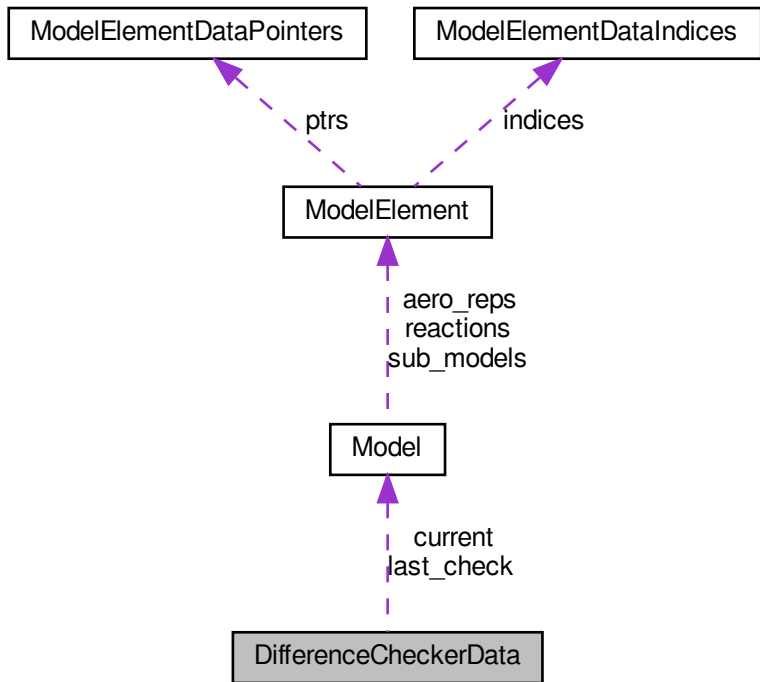 ModelElementDataPointers
ModelElementDataIndices
ptrs
indices
ModelElement
aero_reps
reactions
sub_models
Model
current
last_check
DifferenceCheckerData